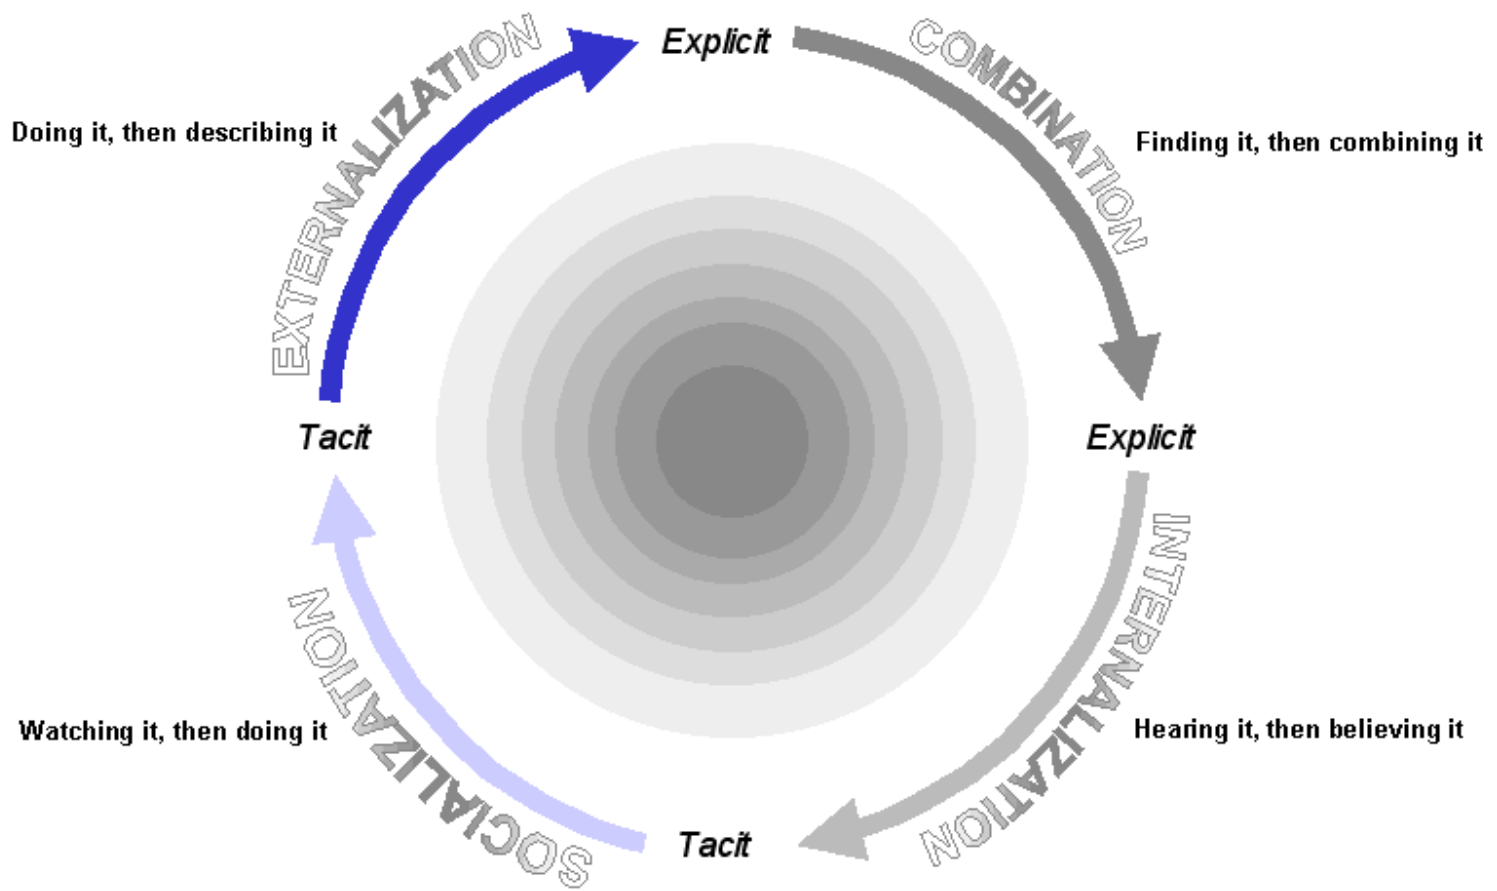 Explicit
COMBINATION
EXTERNALIZATION
Doing it, then describing it
Finding it, then combining it
Tacit
Explicit
INTERNALIZATION
SOCIALIZATION
Watching it, then doing it
Hearing it, then believing it
Tacit